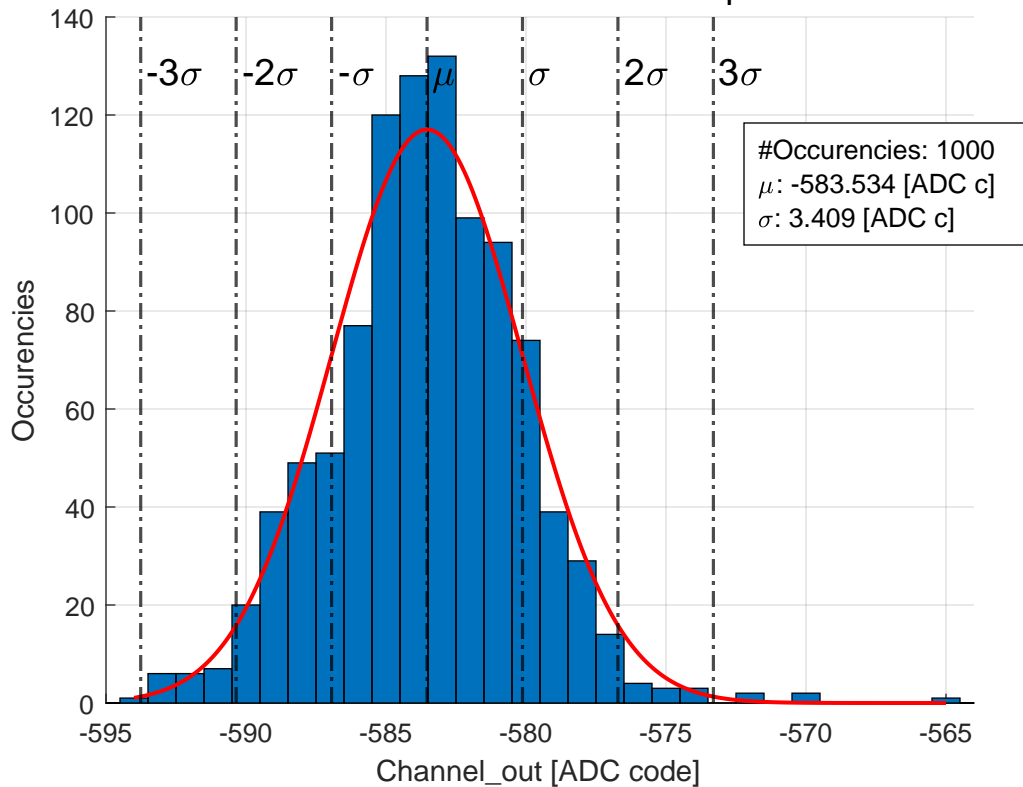 140
120
100
80
60
40
20
0
Occurencies
-3σ
-2σ
-σ
μ
σ
2σ
3σ
#Occurencies: 1000
μ: -583.534 [ADC c]
σ: 3.409 [ADC c]
-595
-590
-585
-580
-575
-570
-565
Channel_out [ADC code]